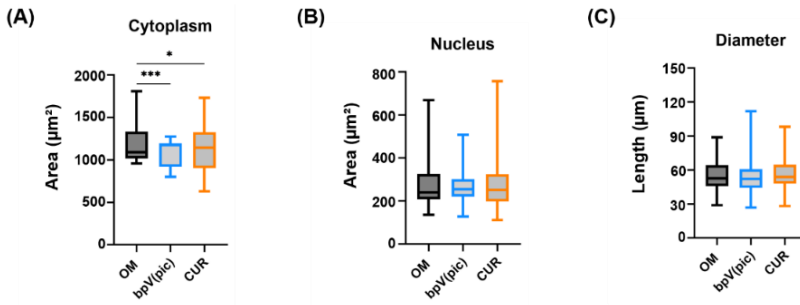 (A)
Cytoplasm
*
***
2000
1500
1000
500
0
Area (µm²)
OM
bpV(pic)
CUR
(B)
Nucleus
800
600
400
200
0
Area (µm²)
OM
bpV(pic)
CUR
(C)
Diameter
150
120
90
60
30
0
Length (µm)
OM
bpV(pic)
CUR